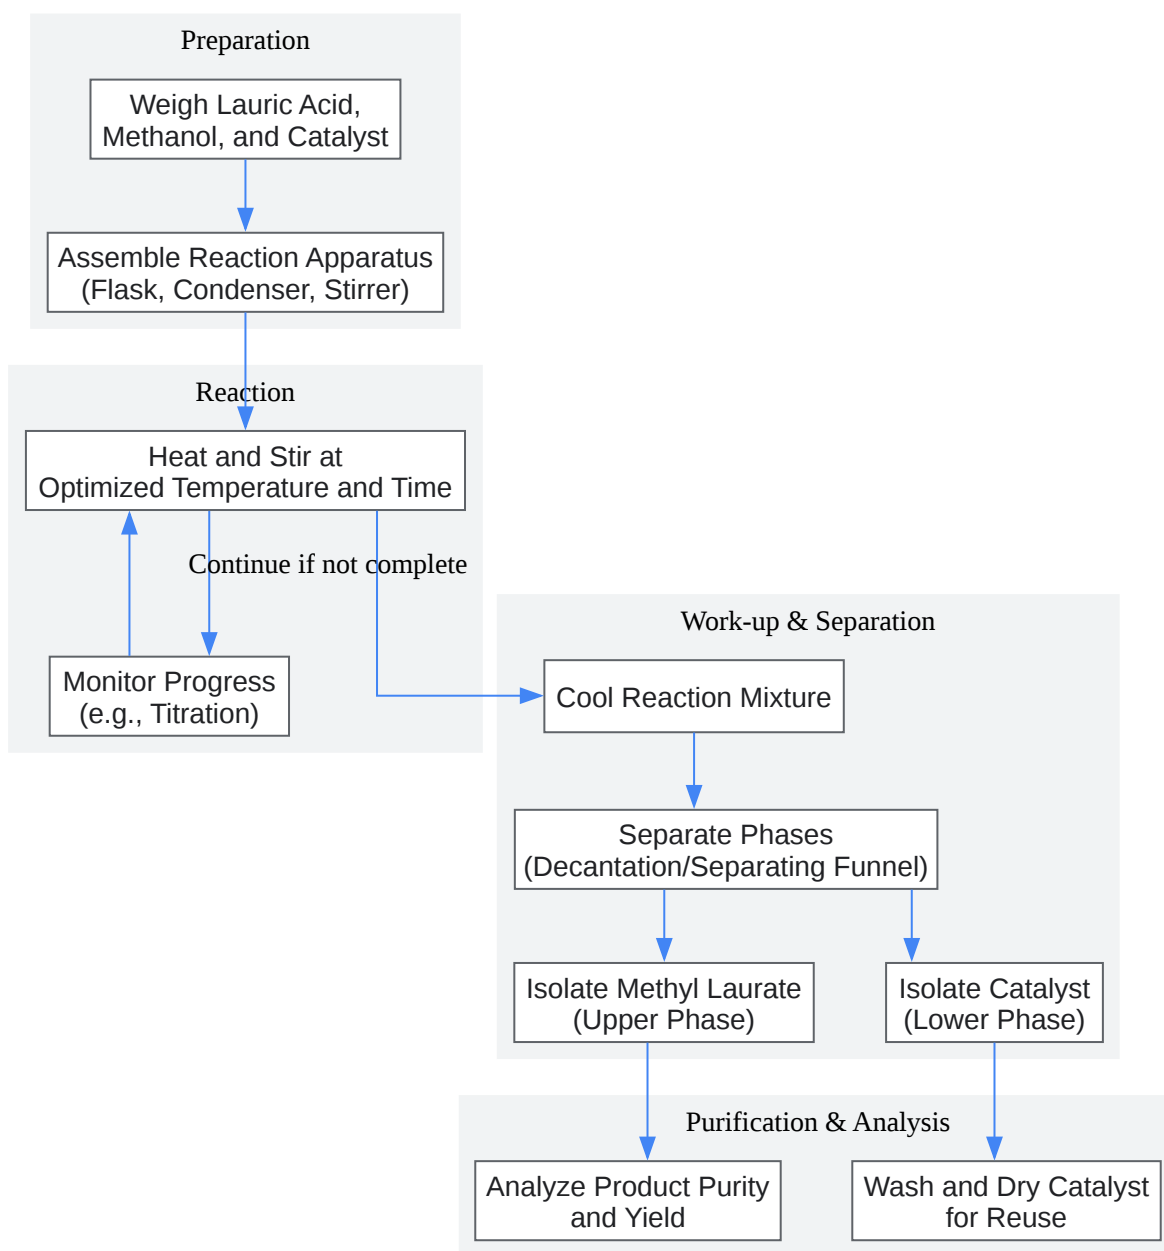 Preparation
Weigh Lauric Acid,
Methanol, and Catalyst
Assemble Reaction Apparatus
(Flask, Condenser, Stirrer)
Reaction
Heat and Stir at
Optimized Temperature and Time
Continue if not complete
Monitor Progress
(e.g., Titration)
Work-up & Separation
Cool Reaction Mixture
Separate Phases
(Decantation/Separating Funnel)
Isolate Methyl Laurate
(Upper Phase)
Isolate Catalyst
(Lower Phase)
Purification & Analysis
Analyze Product Purity
and Yield
Wash and Dry Catalyst
for Reuse